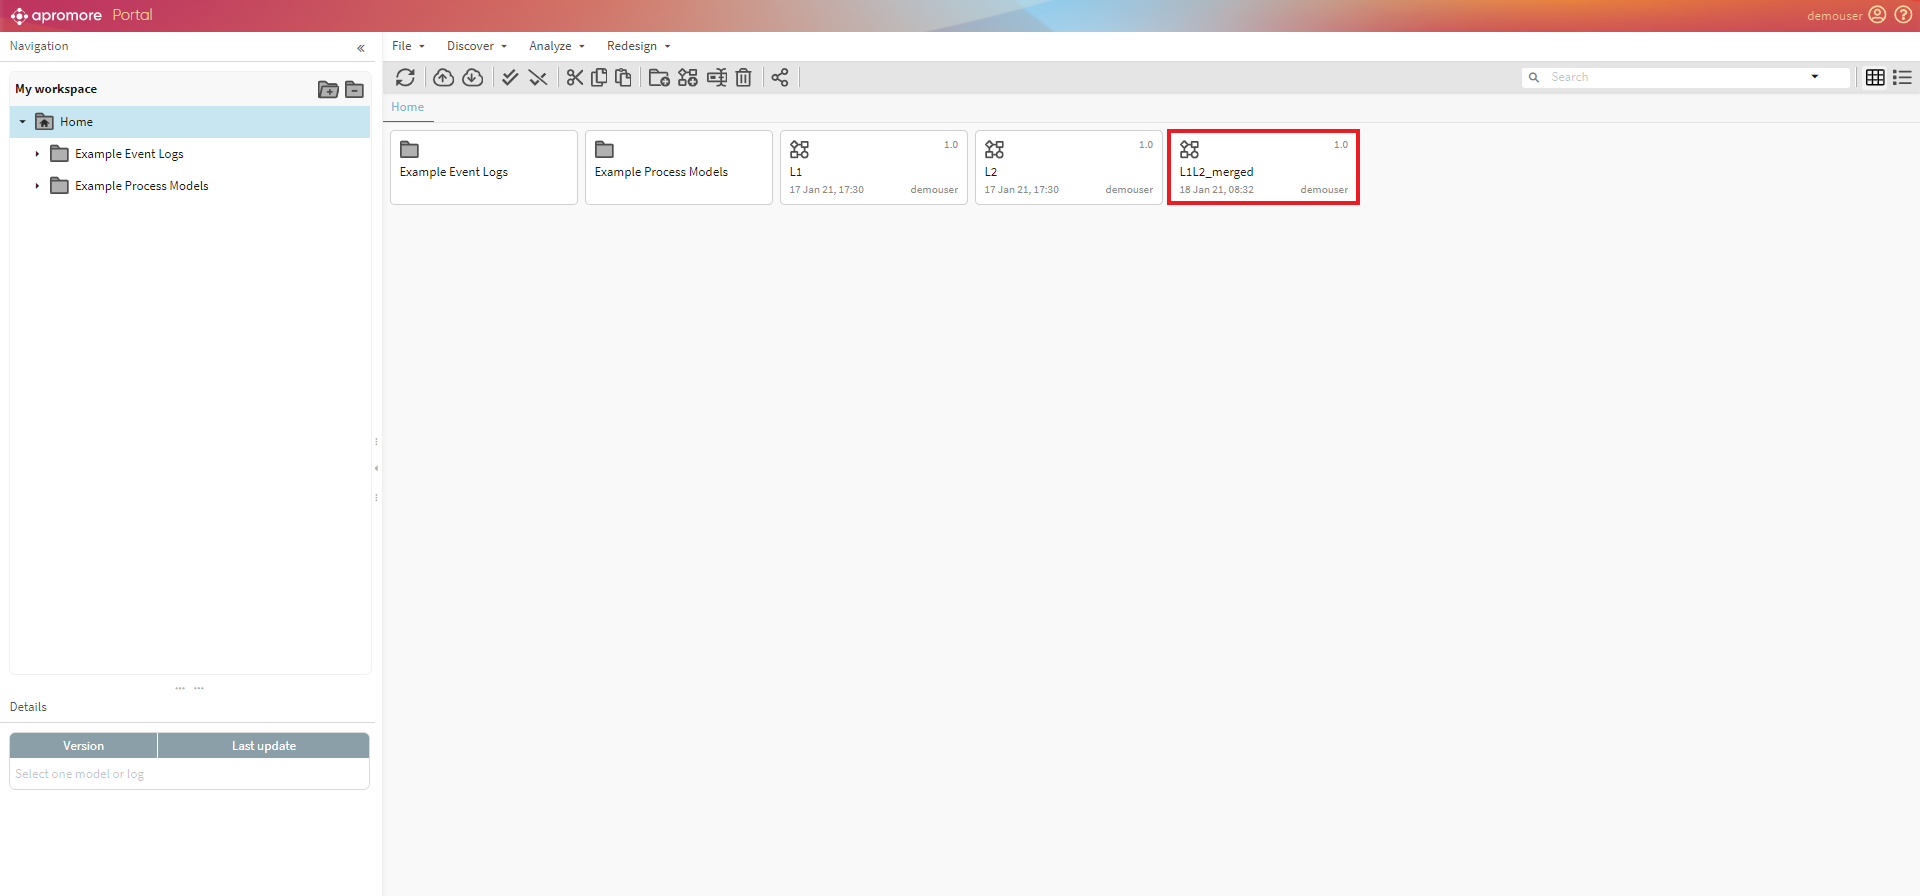 apromore Portal
demouser
Navigation
File Discover Analyze Redesign
My workspace
Search
Home
Home
Example Event Logs
Example Process Models
Example Event Logs
Example Process Models
1.0
L1
17 Jan 21, 17:30 demouser
1.0
L2
17 Jan 21, 17:30 demouser
1.0
L1L2_merged
18 Jan 21, 08:32 demouser
Details
Version Last update
Select one model or log